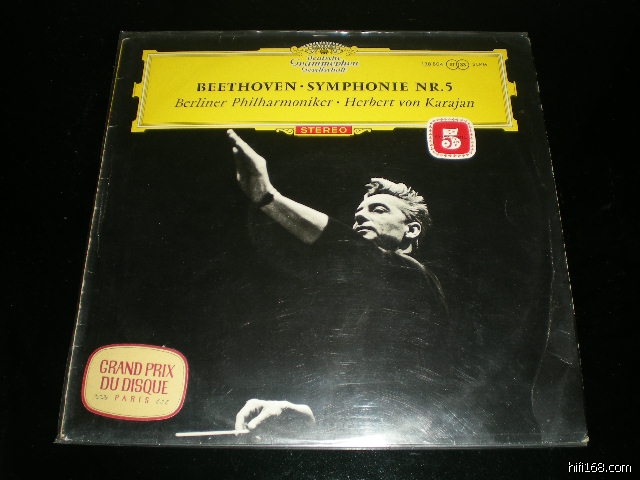 Deutsche
Grammophon
Gesellschaft
BEETHOVEN · SYMPHONIE NR. 5
Berliner Philharmoniker · Herbert von Karajan
STEREO
5
GRAND PRIX
DU DISQUE
PARIS
hifi168.com